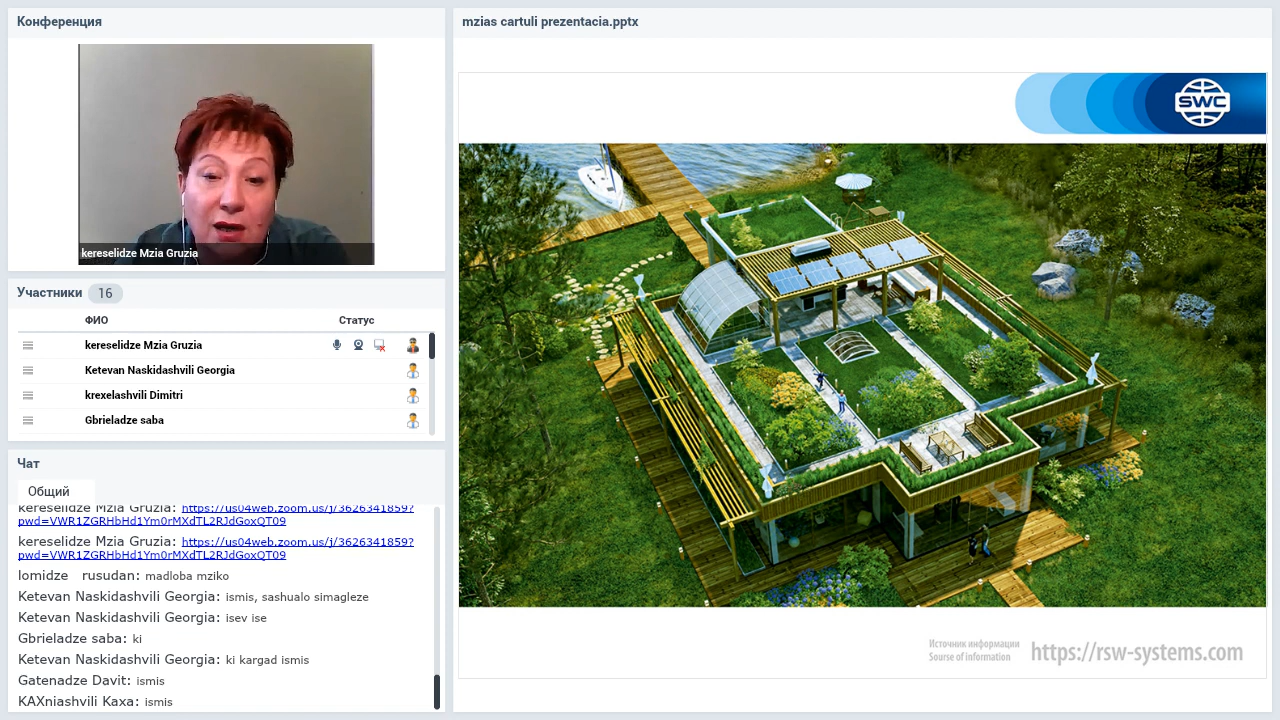 Конференция
kereselidze Mzia Gruzia
Участники 16
ФИО Статус
kereselidze Mzia Gruzia
Ketevan Naskidashvili Georgia
krexelashvili Dimitri
Gbrieladze saba
Чат
Общий
kereselidze Mzia Gruzia: https://us04web.zoom.us/j/3626341859?
pwd=VWR1ZGRHbHd1Ym0rMXdTL2RJdGoxQT09
kereselidze Mzia Gruzia: https://us04web.zoom.us/j/3626341859?
pwd=VWR1ZGRHbHd1Ym0rMXdTL2RJdGoxQT09
lomidze rusudan: madloba mziko
Ketevan Naskidashvili Georgia: ismis, sashualo simagleze
Ketevan Naskidashvili Georgia: isev ise
Gbrieladze saba: ki
Ketevan Naskidashvili Georgia: ki kargad ismis
Gatenadze Davit: ismis
KAXniashvili Kaxa: ismis
mzias cartuli prezentacia.pptx
SWC
Источник информации
Sourse of information
https://rsw-systems.com